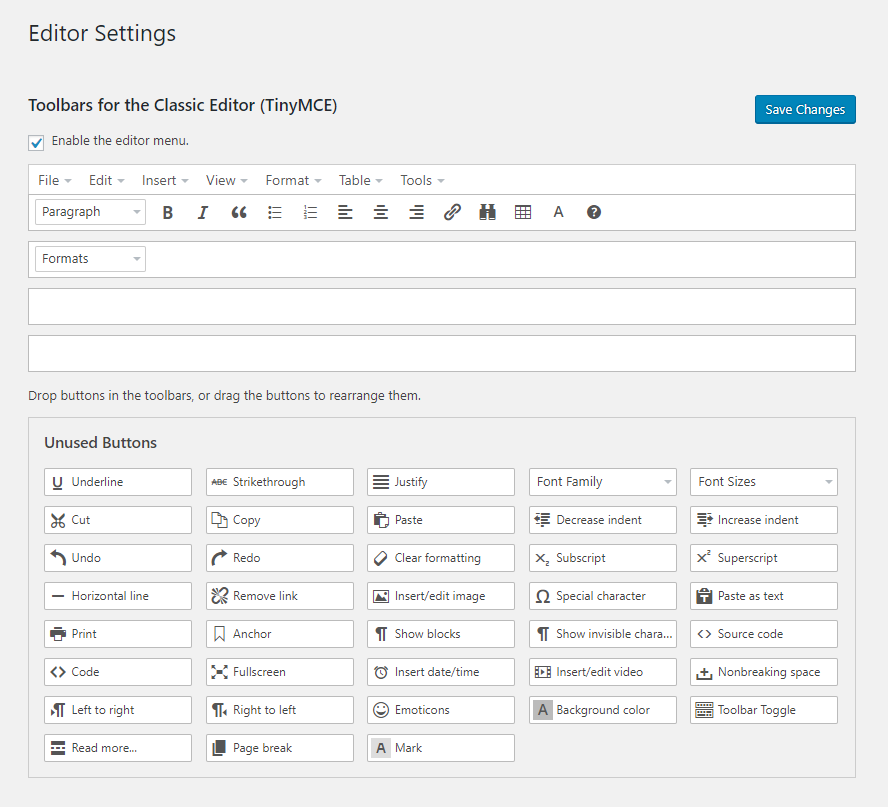 Editor Settings
Toolbars for the Classic Editor (TinyMCE)
Save Changes
Enable the editor menu.
File Edit Insert View Format Table Tools
Paragraph B I A
Formats
Drop buttons in the toolbars, or drag the buttons to rearrange them.
Unused Buttons
U Underline ABC Strikethrough Justify Font Family Font Sizes
Cut Copy Paste Decrease indent Increase indent
Undo Redo Clear formatting Subscript Superscript
Horizontal line Remove link Insert/edit image Ω Special character Paste as text
Print Anchor ¶ Show blocks ¶ Show invisible chara... <> Source code
<> Code Fullscreen Insert date/time Insert/edit video Nonbreaking space
Left to right Right to left Emoticons A Background color Toolbar Toggle
Read more... Page break A Mark